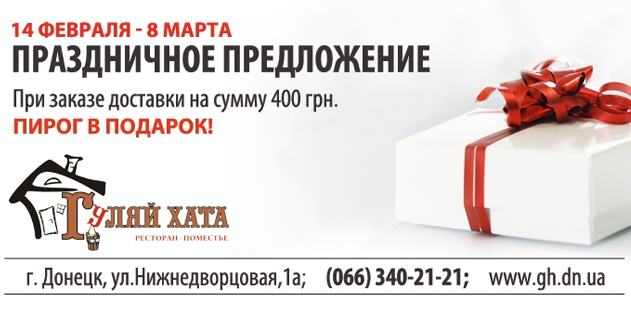 14 ФЕВРАЛЯ - 8 МАРТА
ПРАЗДНИЧНОЕ ПРЕДЛОЖЕНИЕ
При заказе доставки на сумму 400 грн.
ПИРОГ В ПОДАРОК!
ГУЛЯЙ ХАТА
РЕСТОРАН-ПОМЕСТЬЕ
г. Донецк, ул.Нижнедворцовая,1а; (066) 340-21-21; www.gh.dn.ua